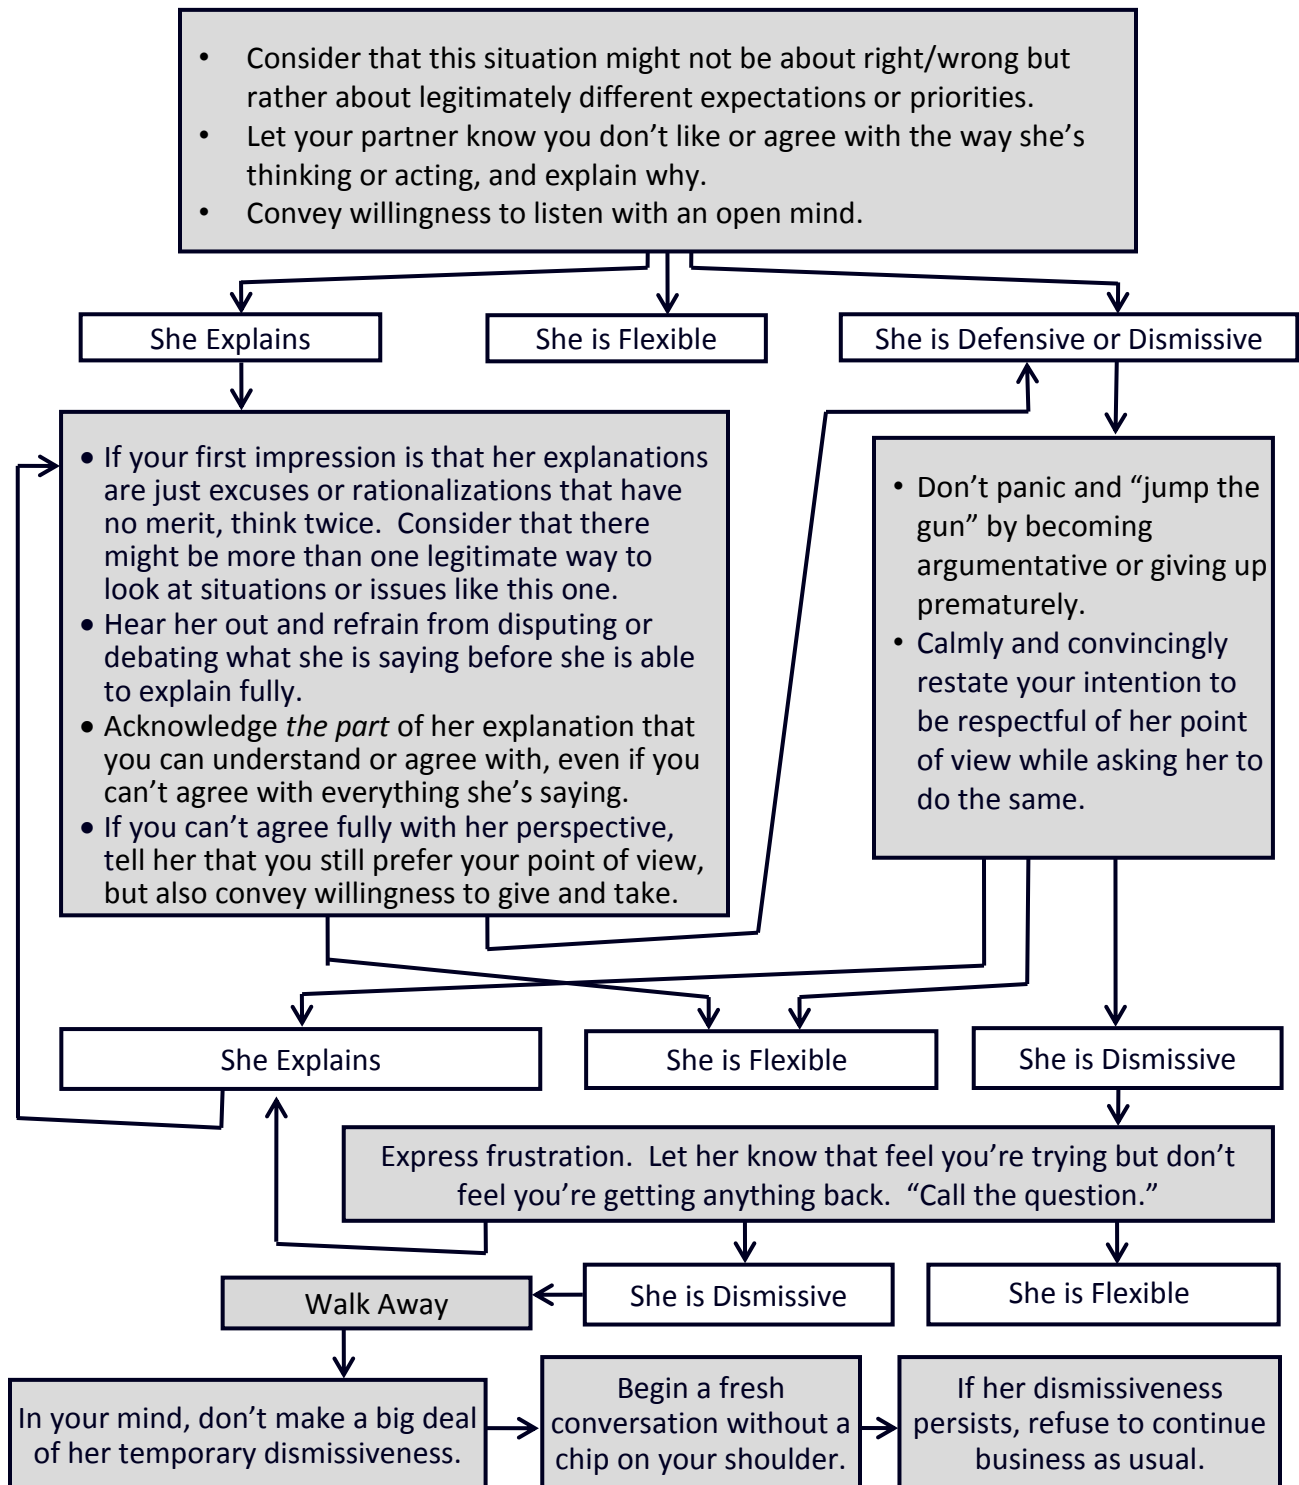 • Consider that this situation might not be about right/wrong but
rather about legitimately different expectations or priorities.
• Let your partner know you don’t like or agree with the way she’s
thinking or acting, and explain why.
• Convey willingness to listen with an open mind.
She Explains
She is Flexible
She is Defensive or Dismissive
• If your first impression is that her explanations
are just excuses or rationalizations that have
no merit, think twice.  Consider that there
might be more than one legitimate way to
look at situations or issues like this one.
• Hear her out and refrain from disputing or
debating what she is saying before she is able
to explain fully.
• Acknowledge the part of her explanation that
you can understand or agree with, even if you
can’t agree with everything she’s saying.
• If you can’t agree fully with her perspective,
tell her that you still prefer your point of view,
but also convey willingness to give and take.
• Don’t panic and “jump the
gun” by becoming
argumentative or giving up
prematurely.
• Calmly and convincingly
restate your intention to
be respectful of her point
of view while asking her to
do the same.
She Explains
She is Flexible
She is Dismissive
Express frustration.  Let her know that feel you’re trying but don’t
feel you’re getting anything back.  “Call the question.”
Walk Away
She is Dismissive
She is Flexible
In your mind, don’t make a big deal
of her temporary dismissiveness.
Begin a fresh
conversation without a
chip on your shoulder.
If her dismissiveness
persists, refuse to continue
business as usual.